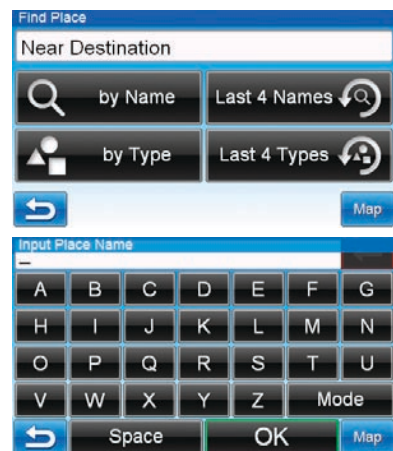 Find Place
Near Destination
by Name Last 4 Names
by Type Last 4 Types
Map
Input Place Name
A B C D E F G
H I J K L M N
O P Q R S T U
V W X Y Z Mode
Space OK Map